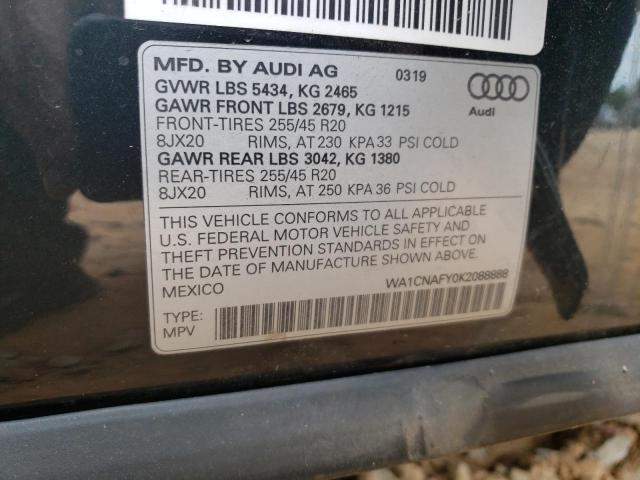 MFD. BY AUDI AG 0319
GVWR LBS 5434, KG 2465
GAWR FRONT LBS 2679, KG 1215
FRONT-TIRES 255/45 R20
8JX20 RIMS, AT 230 KPA 33 PSI COLD
GAWR REAR LBS 3042, KG 1380
REAR-TIRES 255/45 R20
8JX20 RIMS, AT 250 KPA 36 PSI COLD
Audi
THIS VEHICLE CONFORMS TO ALL APPLICABLE
U.S. FEDERAL MOTOR VEHICLE SAFETY AND
THEFT PREVENTION STANDARDS IN EFFECT ON
THE DATE OF MANUFACTURE SHOWN ABOVE.
MEXICO WA1CNAFY0K2088888
TYPE:
MPV